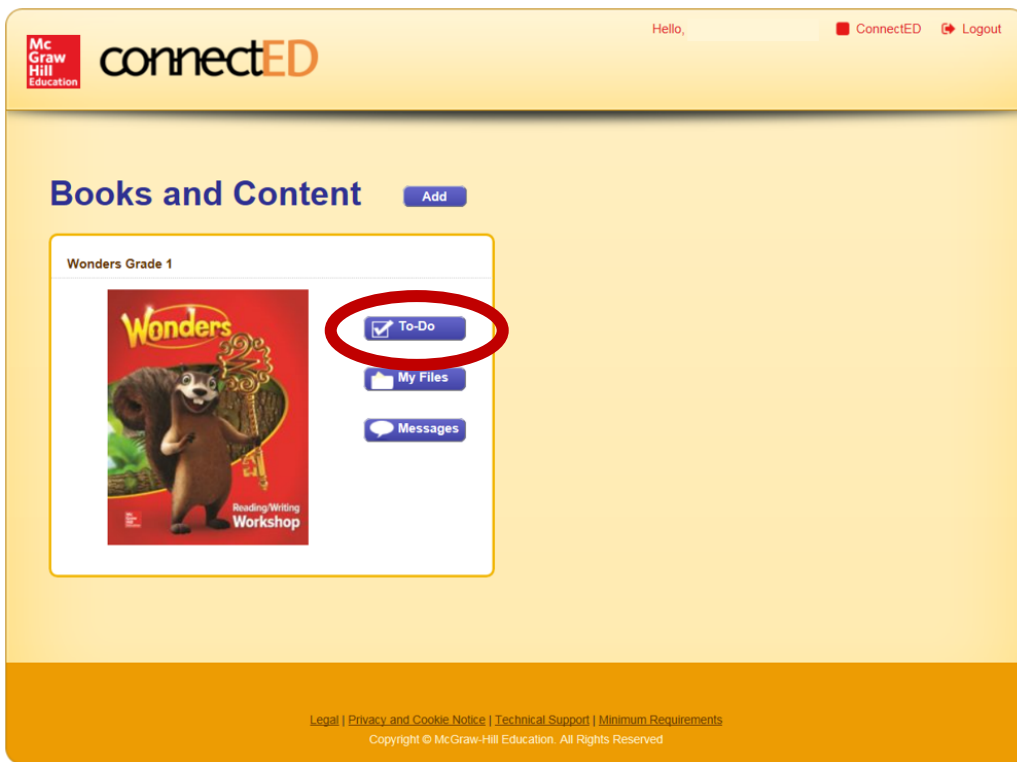 Hello,
ConnectED
Logout
Mc
Graw
Hill
Education
connectED
Books and Content
Add
Wonders Grade 1
Wonders
To-Do
My Files
Messages
Reading/Writing
Workshop
Legal | Privacy and Cookie Notice | Technical Support | Minimum Requirements
Copyright © McGraw-Hill Education. All Rights Reserved